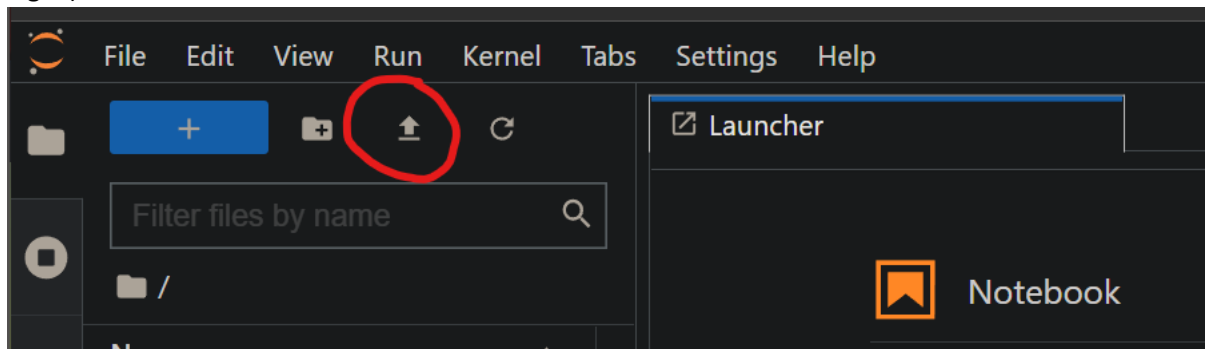 File Edit View Run Kernel Tabs Settings Help
Launcher
Filter files by name
/
Notebook